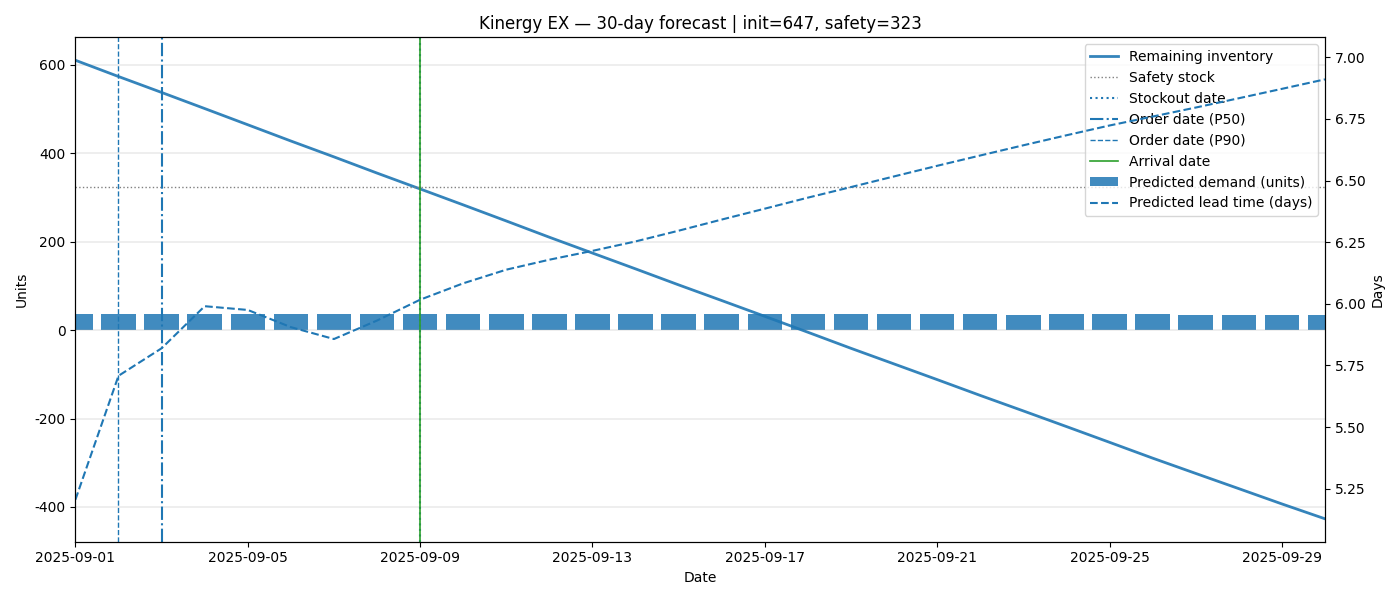 Kinergy EX — 30-day forecast | init=647, safety=323
Units
600
400
200
0
-200
-400
Remaining inventory
Safety stock
Stockout date
Order date (P50)
Order date (P90)
Arrival date
Predicted demand (units)
Predicted lead time (days)
7.00
6.75
6.50
6.25
6.00
5.75
5.50
5.25
Days
2025-09-01 2025-09-05 2025-09-09 2025-09-13 2025-09-17 2025-09-21 2025-09-25 2025-09-29
Date